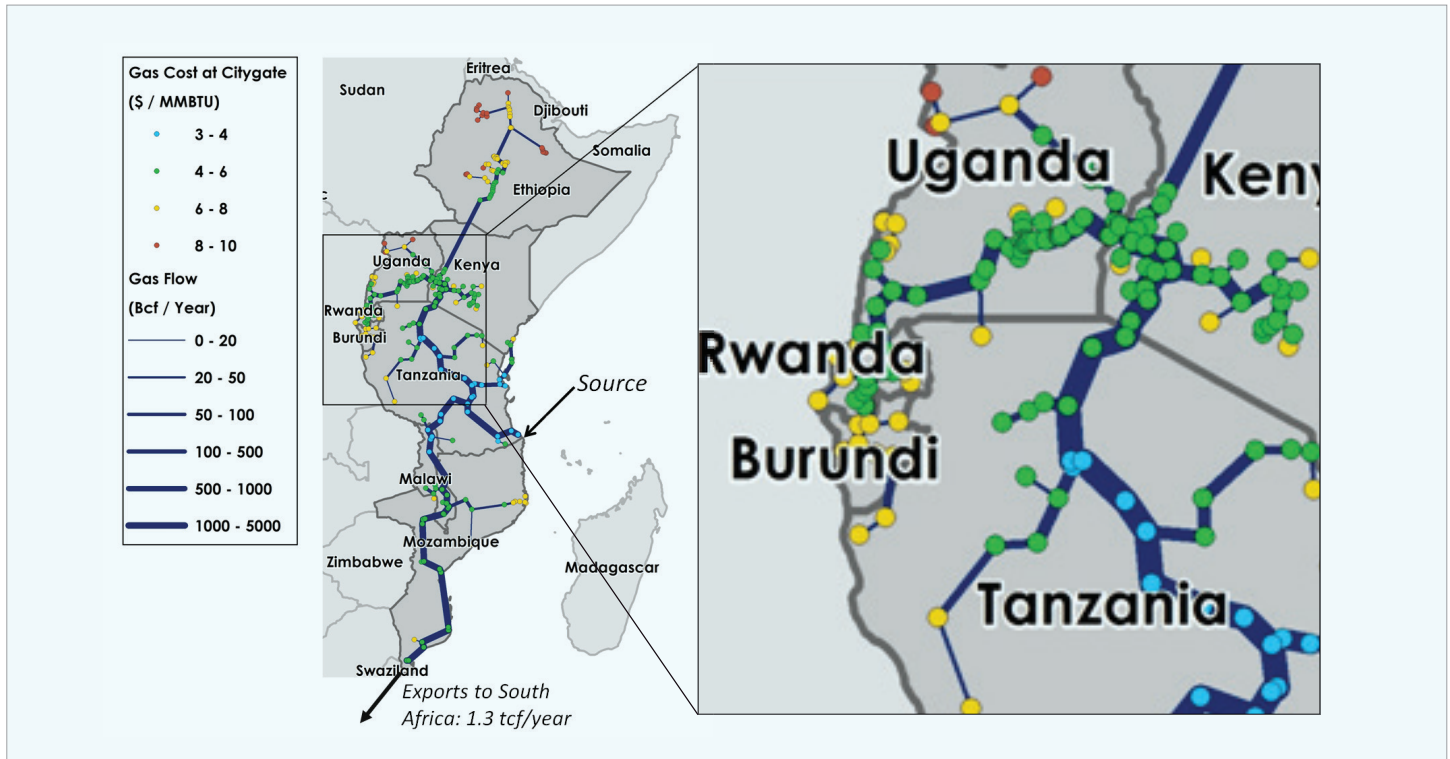 Gas Cost at Citygate
($ / MMBTU)
3 - 4
4 - 6
6 - 8
8 - 10
Gas Flow
(Bcf / Year)
0 - 20
20 - 50
50 - 100
100 - 500
500 - 1000
1000 - 5000
Sudan
Eritrea
Djibouti
Somalia
Ethiopia
c
Uganda
Kenya
Rwanda
Burundi
Tanzania
Source
Malawi
Mozambique
Zimbabwe
Madagascar
Swaziland
Exports to South
Africa: 1.3 tcf/year
Uganda
Keny
Rwanda
Burundi
Tanzania